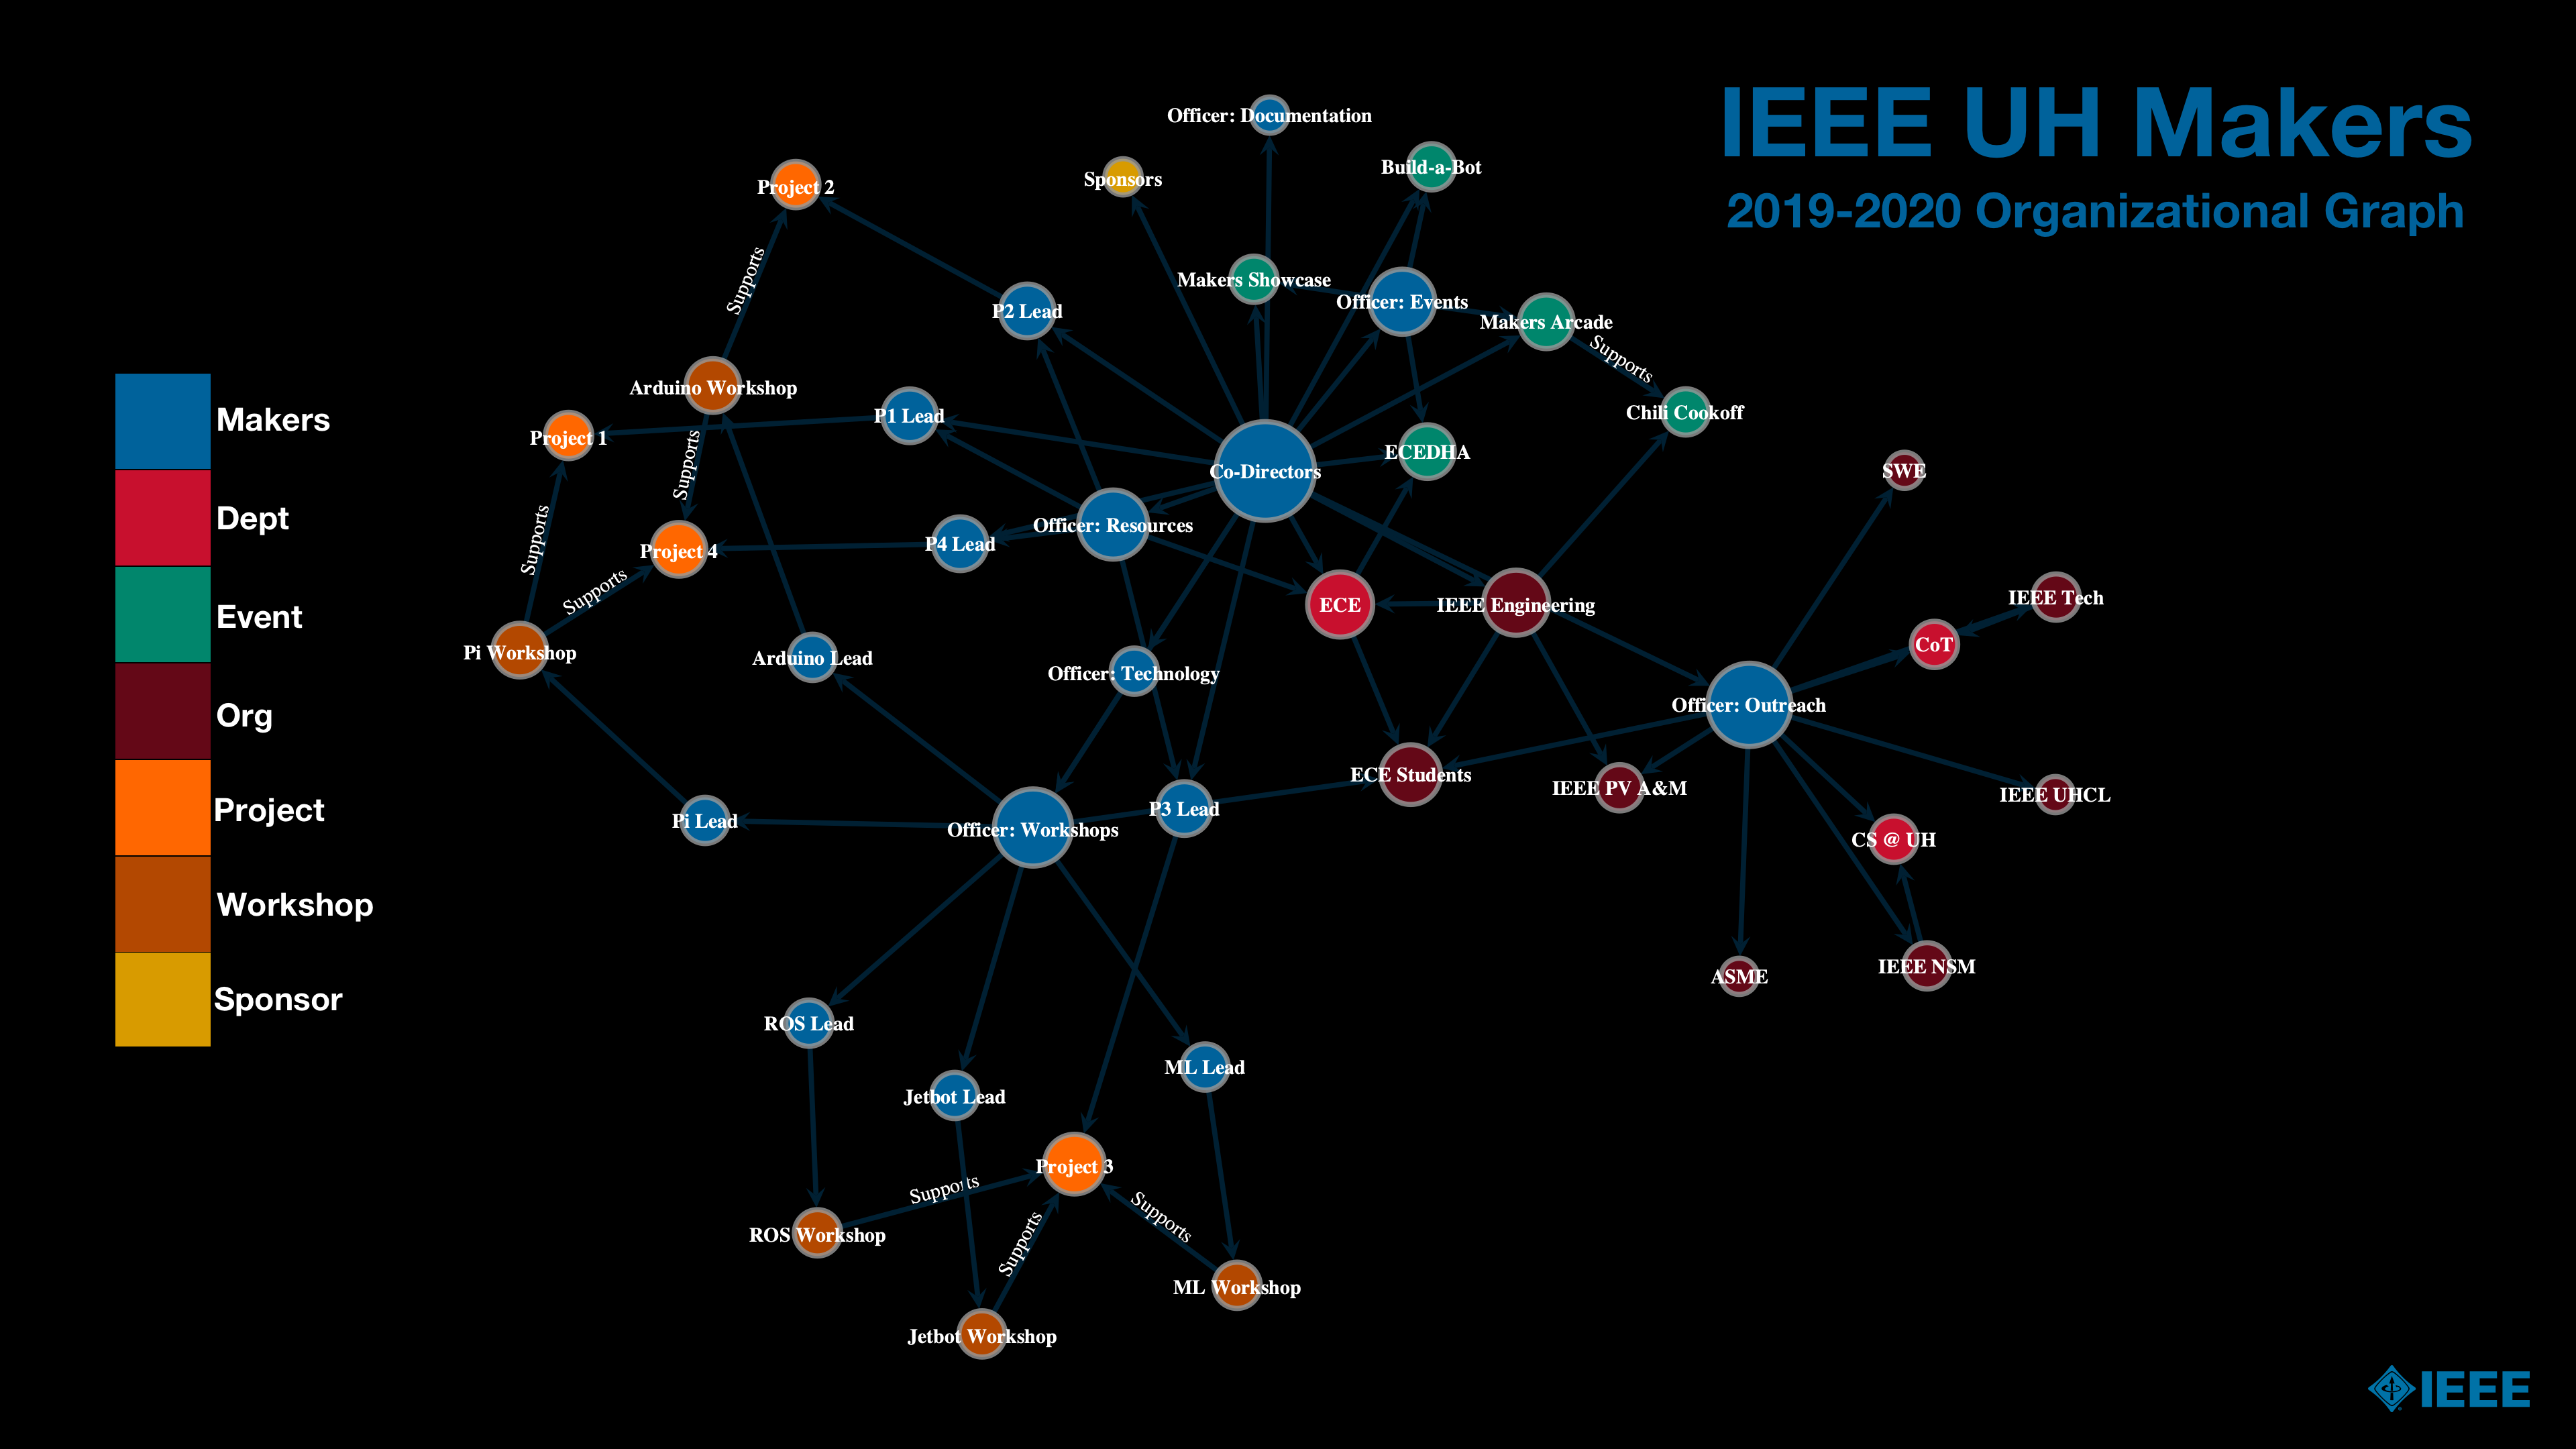 IEEE UH Makers
2019-2020 Organizational Graph
Makers
Dept
Event
Org
Project
Workshop
Sponsor
Officer: Documentation
Build-a-Bot
Sponsors
Project 2
Supports
Makers Showcase
Officer: Events
P2 Lead
Makers Arcade
Supports
Arduino Workshop
P1 Lead
Chili Cookoff
Project 1
Supports
ECEDHA
Co-Directors
SWE
Officer: Resources
Supports
P4 Lead
Project 4
Supports
ECE
IEEE Engineering
IEEE Tech
CoT
Pi Workshop
Arduino Lead
Officer: Technology
Officer: Outreach
ECE Students
IEEE PV A&M
IEEE UHCL
P3 Lead
Pi Lead
Officer: Workshops
CS @ UH
IEEE NSM
ASME
ROS Lead
ML Lead
Jetbot Lead
Project 3
Supports
Supports
Supports
ROS Workshop
ML Workshop
Jetbot Workshop
IEEE